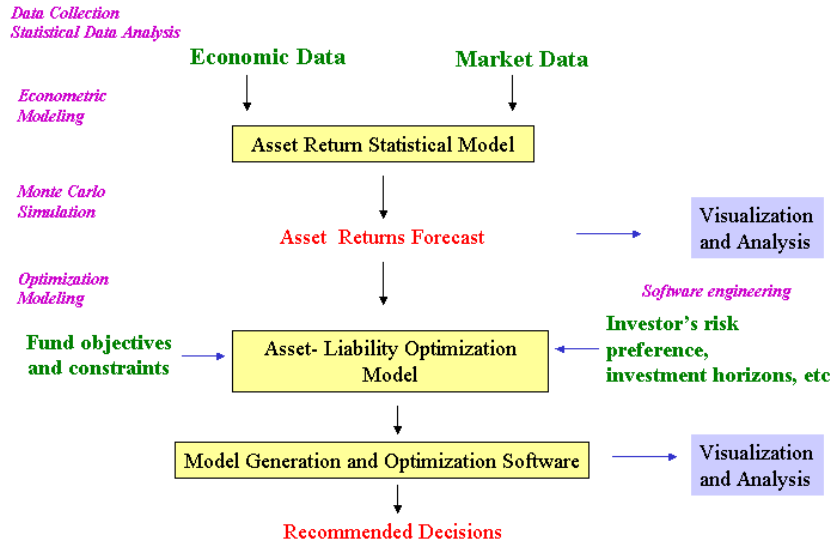 Data Collection
Statistical Data Analysis
Economic Data
Market Data
Econometric
Modeling
Asset Return Statistical Model
Monte Carlo
Simulation
Asset Returns Forecast
Visualization
and Analysis
Optimization
Modeling
Software engineering
Fund objectives
and constraints
Asset- Liability Optimization
Model
Investor's risk
preference,
investment horizons, etc
Model Generation and Optimization Software
Visualization
and Analysis
Recommended Decisions